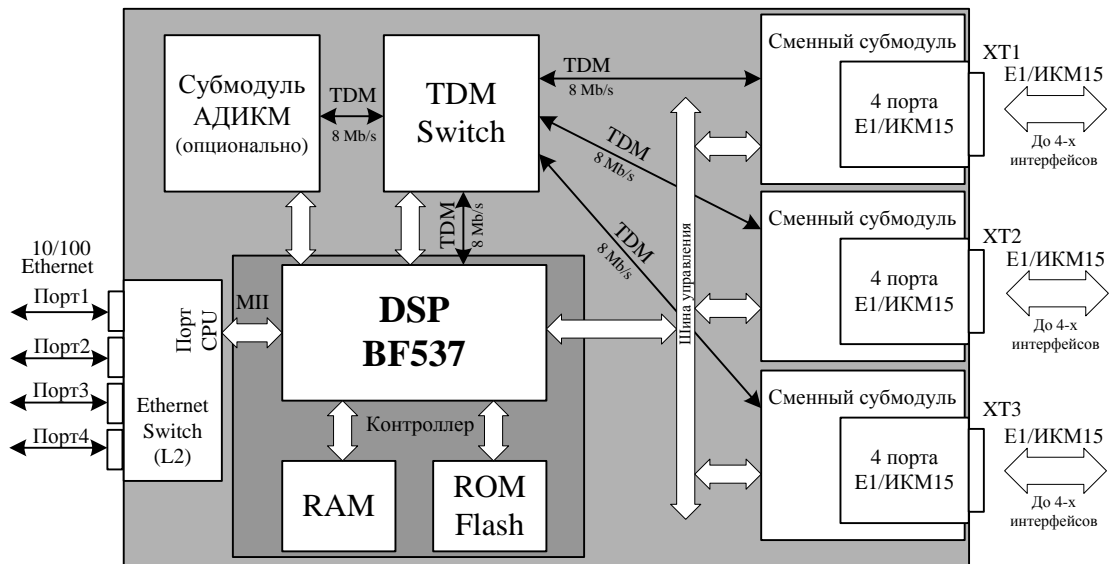 10/100
Ethernet
Порт1
Порт2
Порт3
Порт4
Порт
CPU
Ethernet
Switch
(L2)
MII
Субмодуль
АДИКМ
(опционально)
TDM
8 Mb/s
TDM
Switch
TDM
8 Mb/s
DSP
BF537
Контроллер
RAM
ROM
Flash
TDM
8 Mb/s
TDM
8 Mb/s
TDM
8 Mb/s
Шина управления
Сменный субмодуль
4 порта
E1/ИКМ15
XT1
E1/ИКМ15
До 4-х
интерфейсов
Сменный субмодуль
4 порта
E1/ИКМ15
XT2
E1/ИКМ15
До 4-х
интерфейсов
Сменный субмодуль
4 порта
E1/ИКМ15
XT3
E1/ИКМ15
До 4-х
интерфейсов